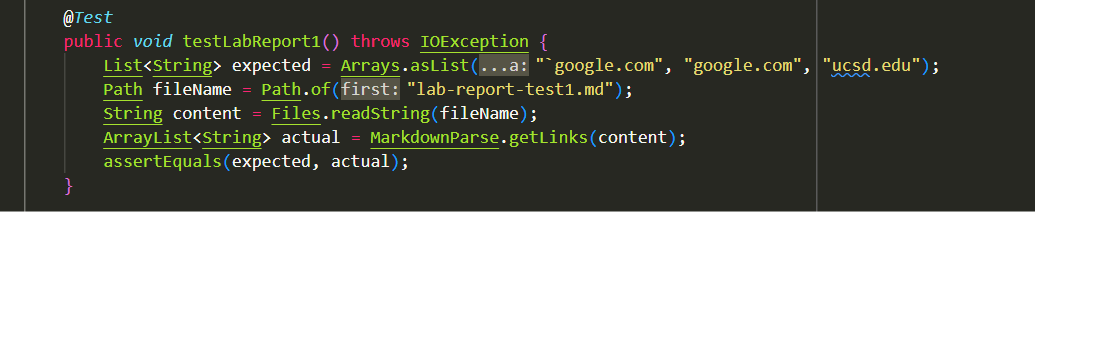 @Test
public void testLabReport1() throws IOException {
List<String> expected = Arrays.asList(...a: "`google.com", "google.com", "ucsd.edu");
Path fileName = Path.of(first: "lab-report-test1.md");
String content = Files.readString(fileName);
ArrayList<String> actual = MarkdownParse.getLinks(content);
assertEquals(expected, actual);
}